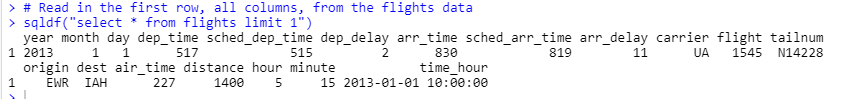 > # Read in the first row, all columns, from the flights data
> sqldf("select * from flights limit 1")
  year month day dep_time sched_dep_time dep_delay arr_time sched_arr_time arr_delay carrier flight tailnum
1 2013     1   1      517            515         2      830            819        11      UA   1545  N14228
  origin dest air_time distance hour minute           time_hour
1    EWR  IAH      227     1400    5     15 2013-01-01 10:00:00
>